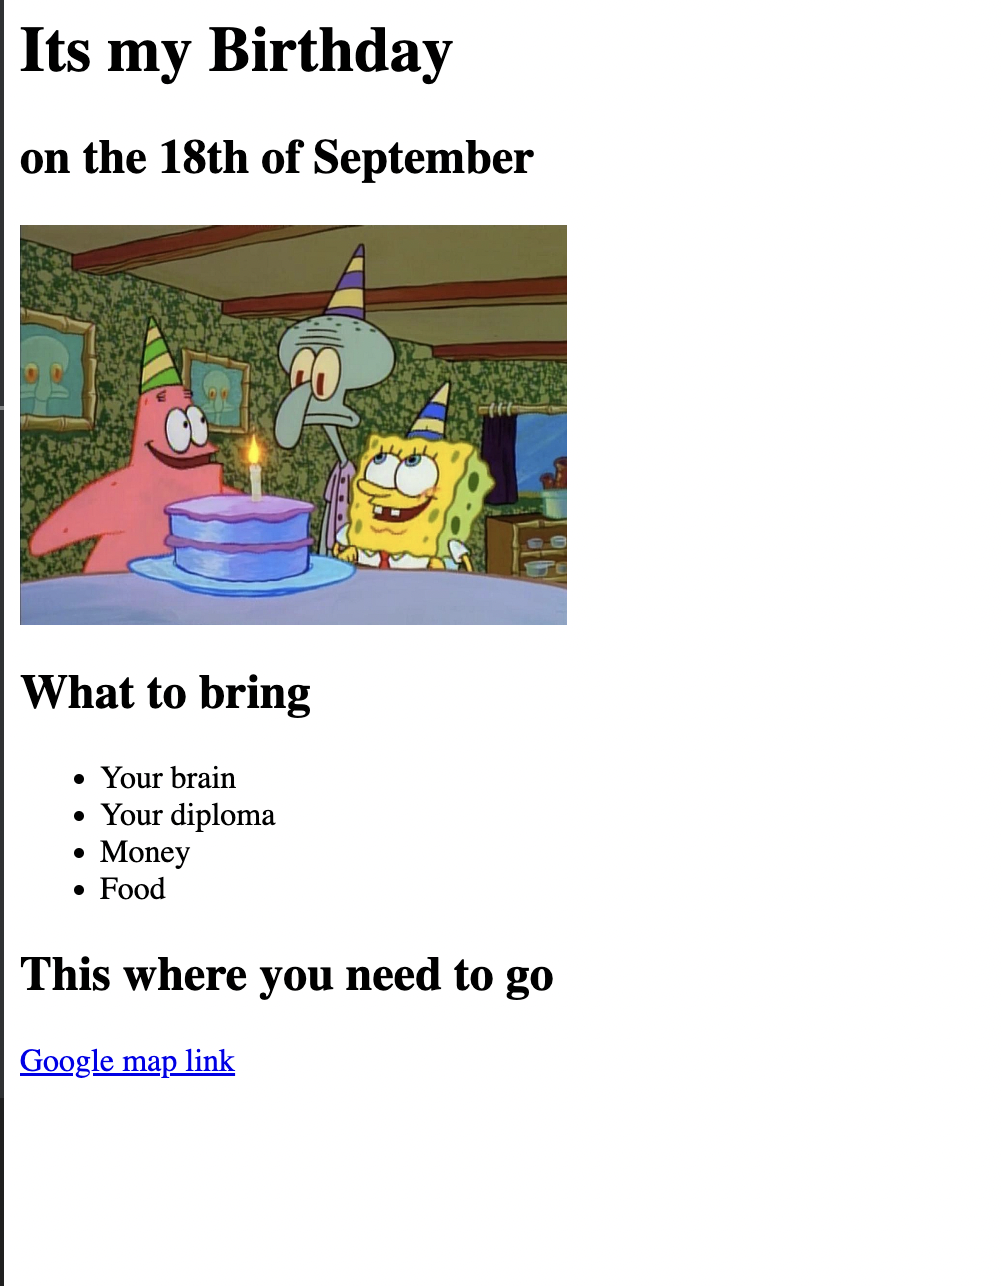 Its my Birthday
on the 18th of September
What to bring
Your brain
Your diploma
Money
Food
This where you need to go
Google map link